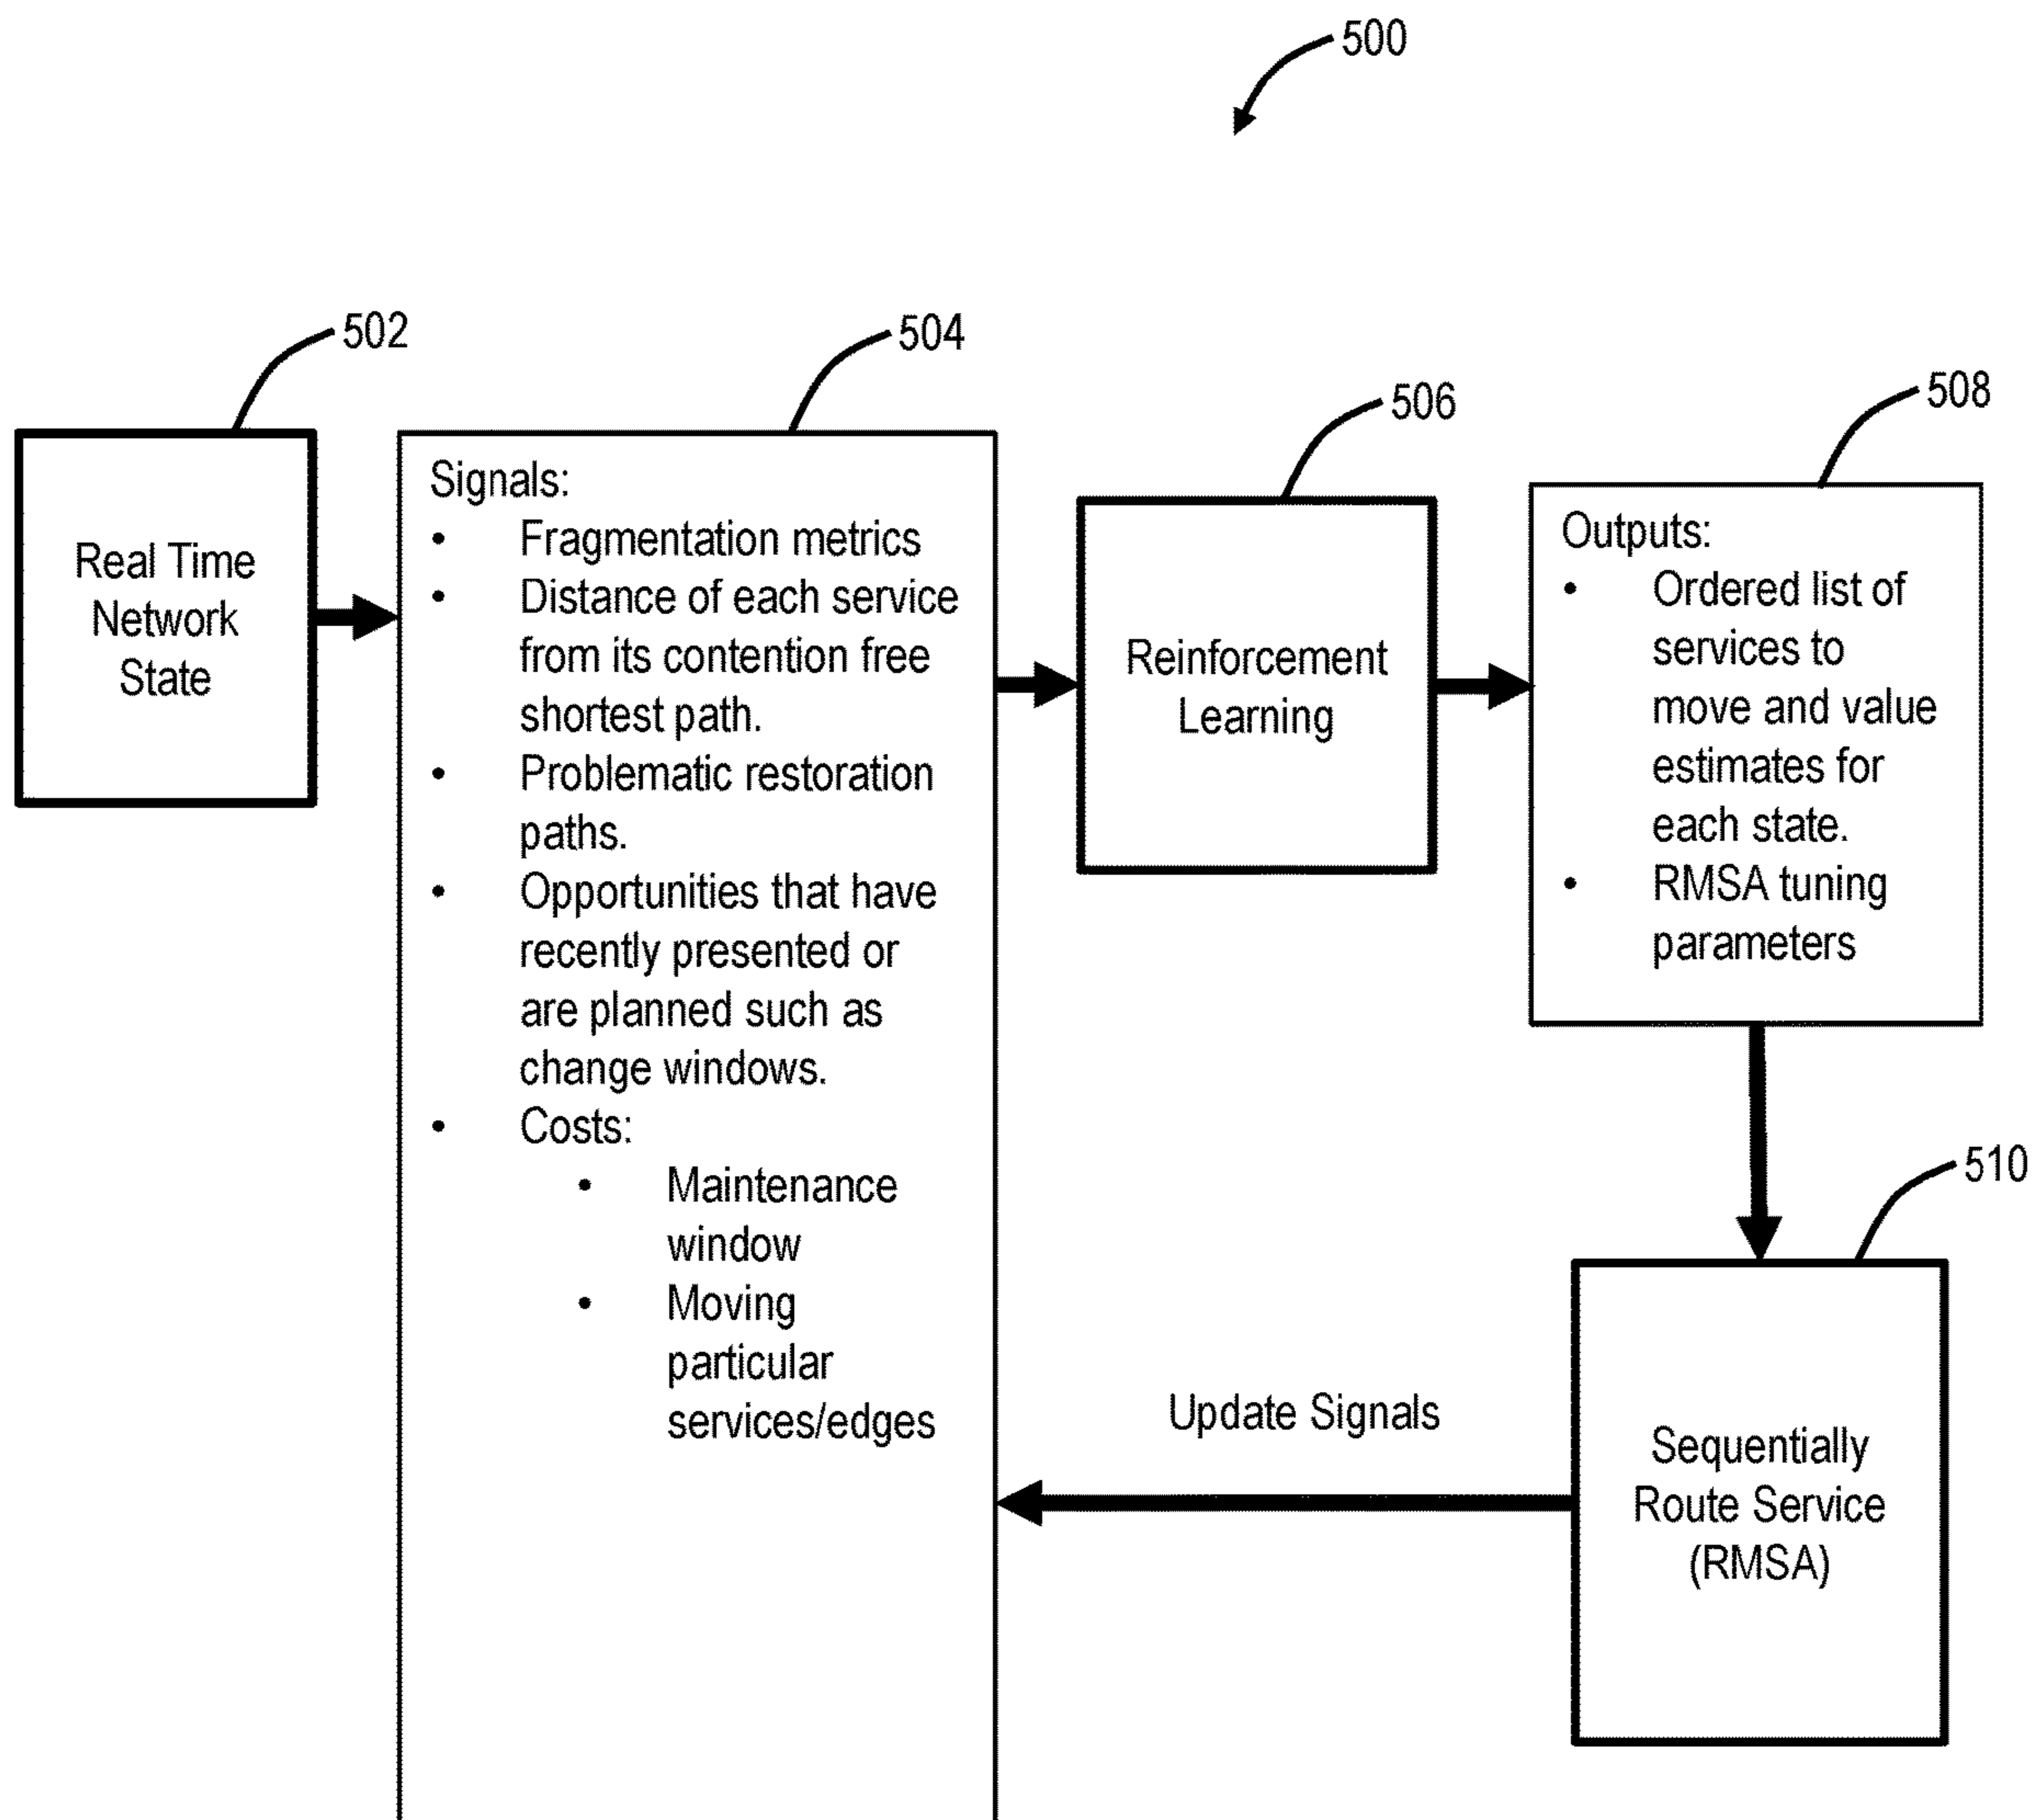 500
502
Real Time
Network
State
504
Signals:
• Fragmentation metrics
• Distance of each service
from its contention free
shortest path.
• Problematic restoration
paths.
• Opportunities that have
recently presented or
are planned such as
change windows.
• Costs:
• Maintenance
window
• Moving
particular
services/edges
506
Reinforcement
Learning
508
Outputs:
• Ordered list of
services to
move and value
estimates for
each state.
• RMSA tuning
parameters
510
Sequentially
Route Service
(RMSA)
Update Signals